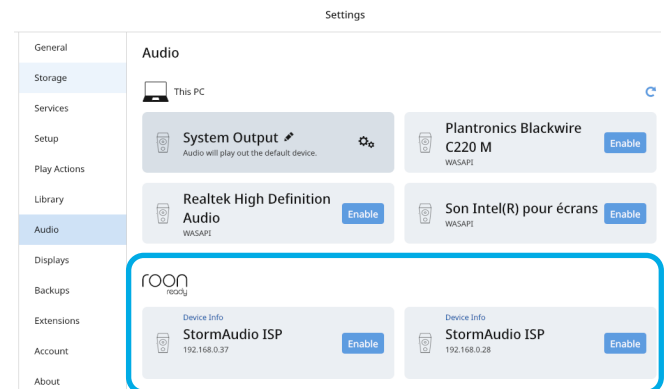 Settings
General
Storage
Services
Setup
Play Actions
Library
Audio
Displays
Backups
Extensions
Account
About
Audio
This PC
System Output
Audio will play out the default device.
Plantronics Blackwire
C220 M
WASAPI
Enable
Realtek High Definition
Audio
WASAPI
Enable
Son Intel(R) pour écrans
WASAPI
Enable
roon
ready
Device Info
StormAudio ISP
192.168.0.37
Enable
Device Info
StormAudio ISP
192.168.0.28
Enable